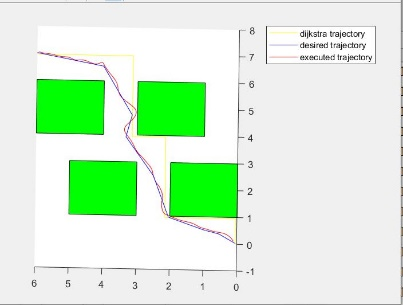 8
dijkstra trajectory
desired trajectory
executed trajectory
7
6
5
4
3
2
1
0
-1
6 5 4 3 2 1 0